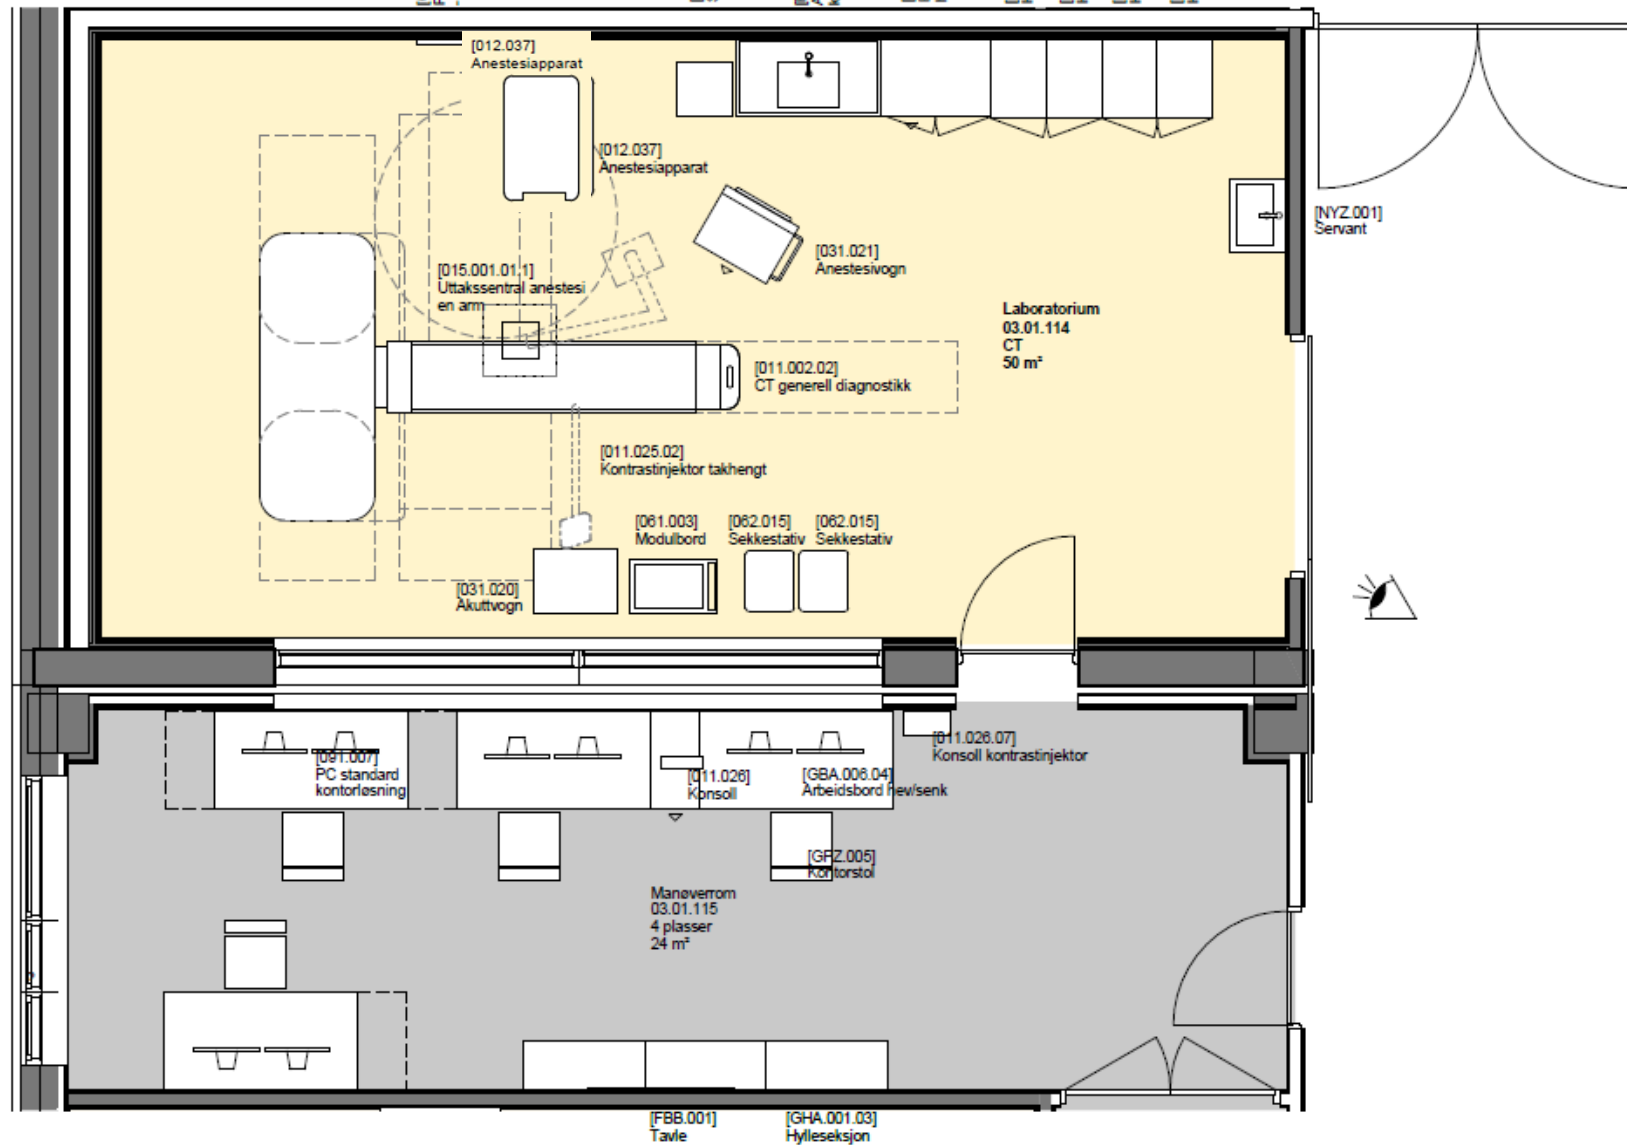 [012.037]
Anestesiapparat
[012.037]
Anestesiapparat
[031.021]
Anestesivogn
[NYZ.001]
Servant
[015.001.01.1]
Uttakssentral anestesi
en arm
Laboratorium
03.01.114
CT
50 m²
[011.002.02]
CT generell diagnostikk
[011.025.02]
Kontrastinjektor takhengt
[061.003]
Modulbord
[062.015]
Sekkestativ
[062.015]
Sekkestativ
[031.020]
Akuttvogn
[091.007]
PC standard
kontorløsning
[011.026]
Konsoll
[GBA.006.04]
Arbeidsbord hev/senk
[011.026.07]
Konsoll kontrastinjektor
[GFZ.005]
Kontorstol
Manøverrom
03.01.115
4 plasser
24 m²
[FBB.001]
Tavle
[GHA.001.03]
Hylleseksjon